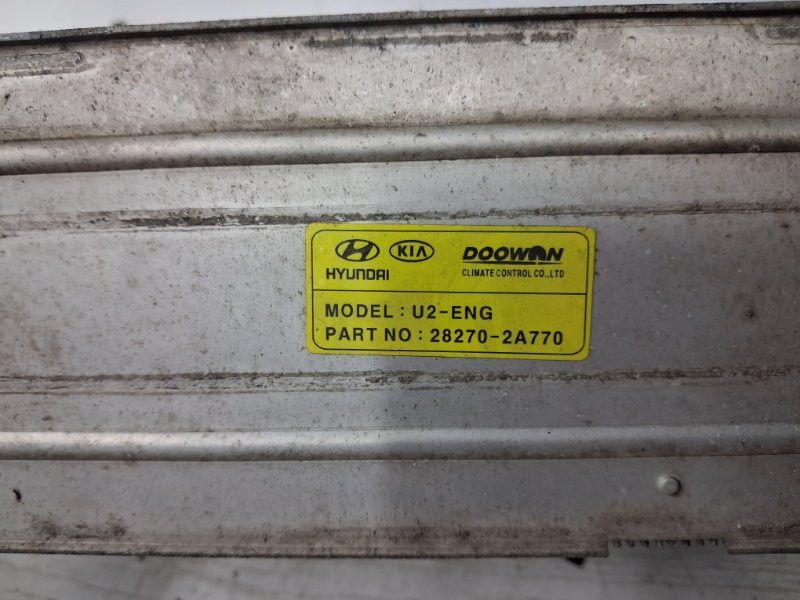 HYUNDAI KIA DOOWON
CLIMATE CONTROL CO.,LTD
MODEL : U2-ENG
PART NO : 28270-2A770